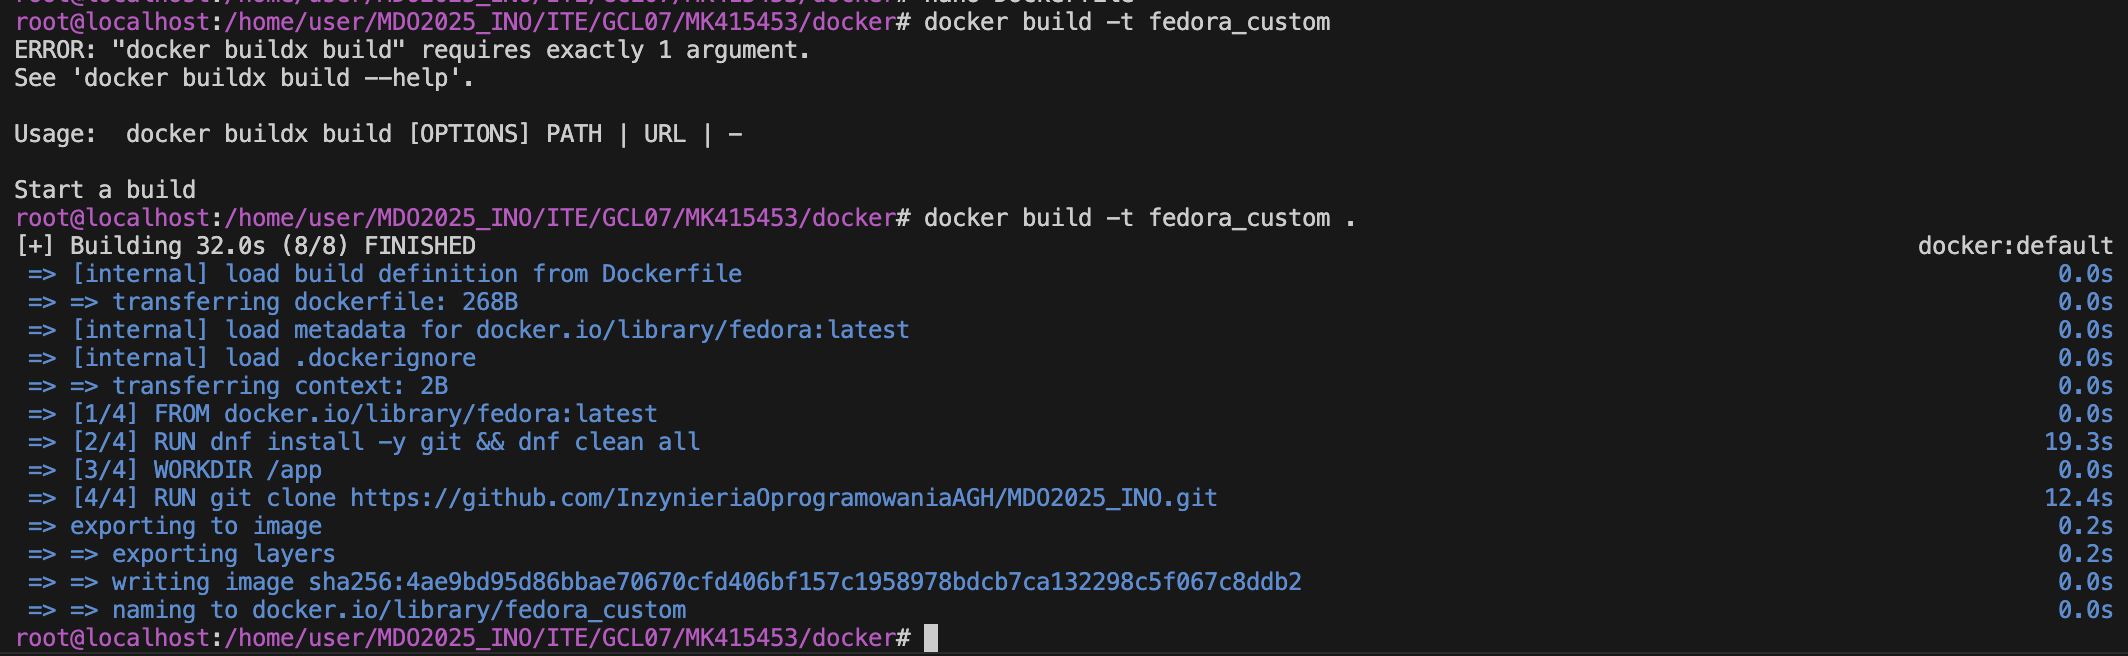 root@localhost:/home/user/MDO2025_INO/ITE/GCL07/MK415453/docker# nano Dockerfile
root@localhost:/home/user/MDO2025_INO/ITE/GCL07/MK415453/docker# docker build -t fedora_custom
ERROR: "docker buildx build" requires exactly 1 argument.
See 'docker buildx build --help'.
Usage:  docker buildx build [OPTIONS] PATH | URL | -
Start a build
root@localhost:/home/user/MDO2025_INO/ITE/GCL07/MK415453/docker# docker build -t fedora_custom .
[+] Building 32.0s (8/8) FINISHED docker:default
=> [internal] load build definition from Dockerfile 0.0s
=> => transferring dockerfile: 268B 0.0s
=> [internal] load metadata for docker.io/library/fedora:latest 0.0s
=> [internal] load .dockerignore 0.0s
=> => transferring context: 2B 0.0s
=> [1/4] FROM docker.io/library/fedora:latest 0.0s
=> [2/4] RUN dnf install -y git && dnf clean all 19.3s
=> [3/4] WORKDIR /app 0.0s
=> [4/4] RUN git clone https://github.com/InzynieriaOprogramowaniaAGH/MDO2025_INO.git 12.4s
=> exporting to image 0.2s
=> => exporting layers 0.2s
=> => writing image sha256:4ae9bd95d86bbae70670cfd406bf157c1958978bdcb7ca132298c5f067c8ddb2 0.0s
=> => naming to docker.io/library/fedora_custom 0.0s
root@localhost:/home/user/MDO2025_INO/ITE/GCL07/MK415453/docker#